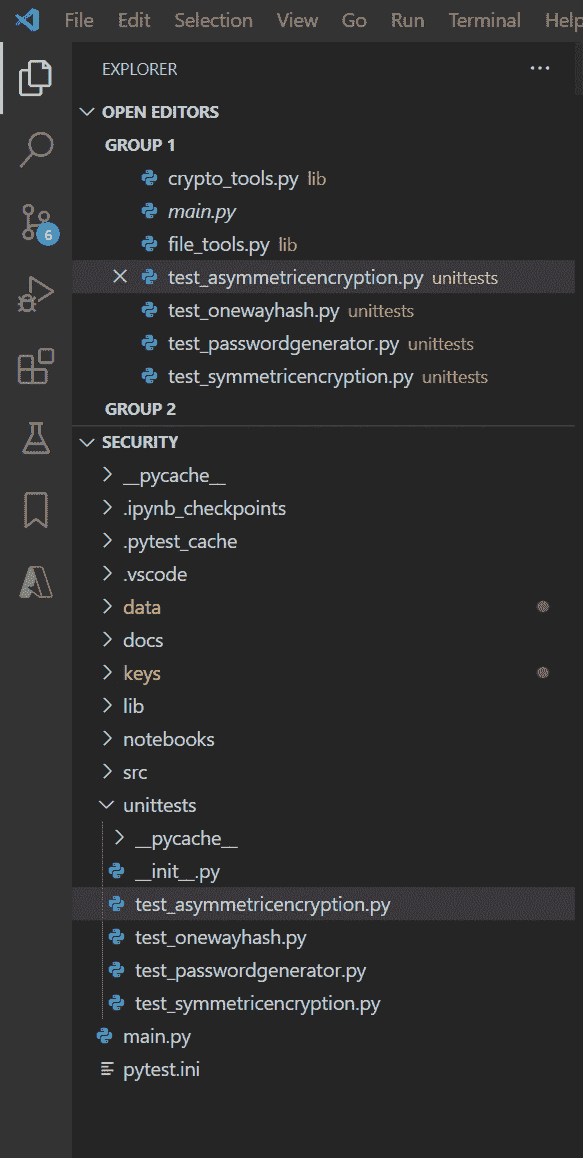 File Edit Selection View Go Run Terminal Help
EXPLORER
OPEN EDITORS
GROUP 1
crypto_tools.py lib
main.py
file_tools.py lib
test_asymmetricencryption.py unittests
test_onewayhash.py unittests
test_passwordgenerator.py unittests
test_symmetricencryption.py unittests
GROUP 2
6
SECURITY
__pycache__
.ipynb_checkpoints
.pytest_cache
.vscode
data
docs
keys
lib
notebooks
src
unittests
__pycache__
__init__.py
test_asymmetricencryption.py
test_onewayhash.py
test_passwordgenerator.py
test_symmetricencryption.py
main.py
pytest.ini